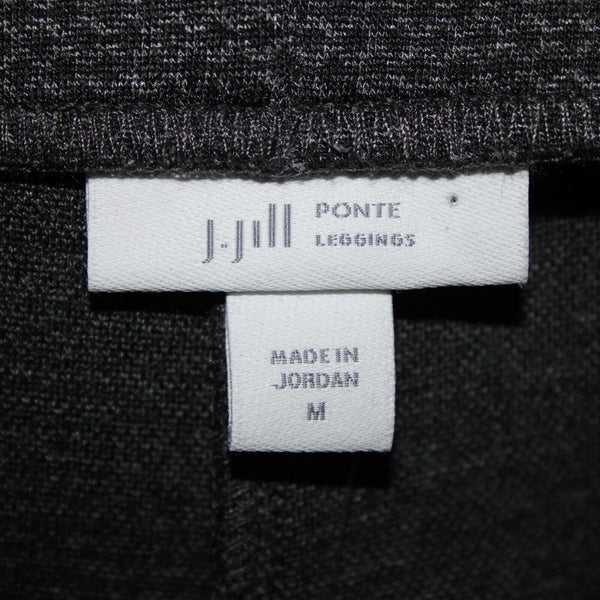 J.Jill PONTE
LEGGINGS
MADE IN
JORDAN
M